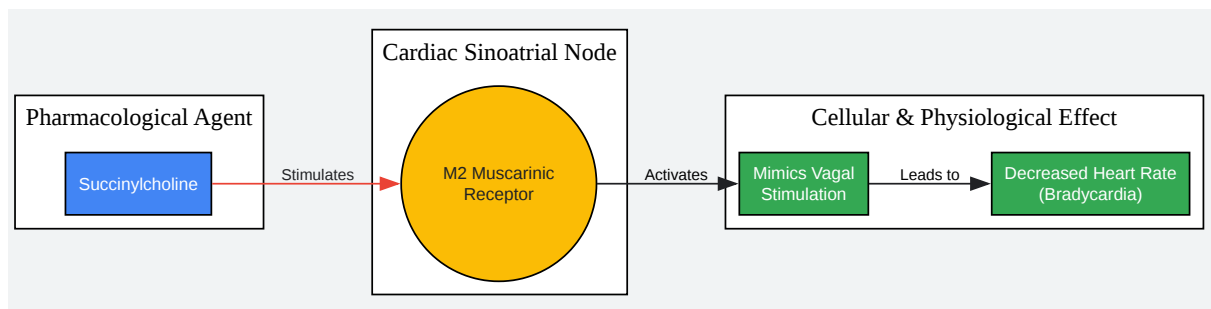 Pharmacological Agent
Succinylcholine
Stimulates
Cardiac Sinoatrial Node
M2 Muscarinic
Receptor
Activates
Cellular & Physiological Effect
Mimics Vagal
Stimulation
Leads to
Decreased Heart Rate
(Bradycardia)